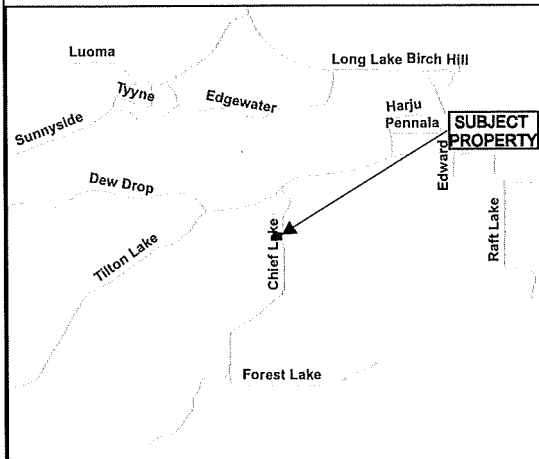 Luoma
Long Lake Birch Hill
Tyyne
Edgewater
Harju
Pennala
Sunnyside
SUBJECT
PROPERTY
Edward
Dew Drop
Raft Lake
Chief Lake
Tilton Lake
Forest Lake